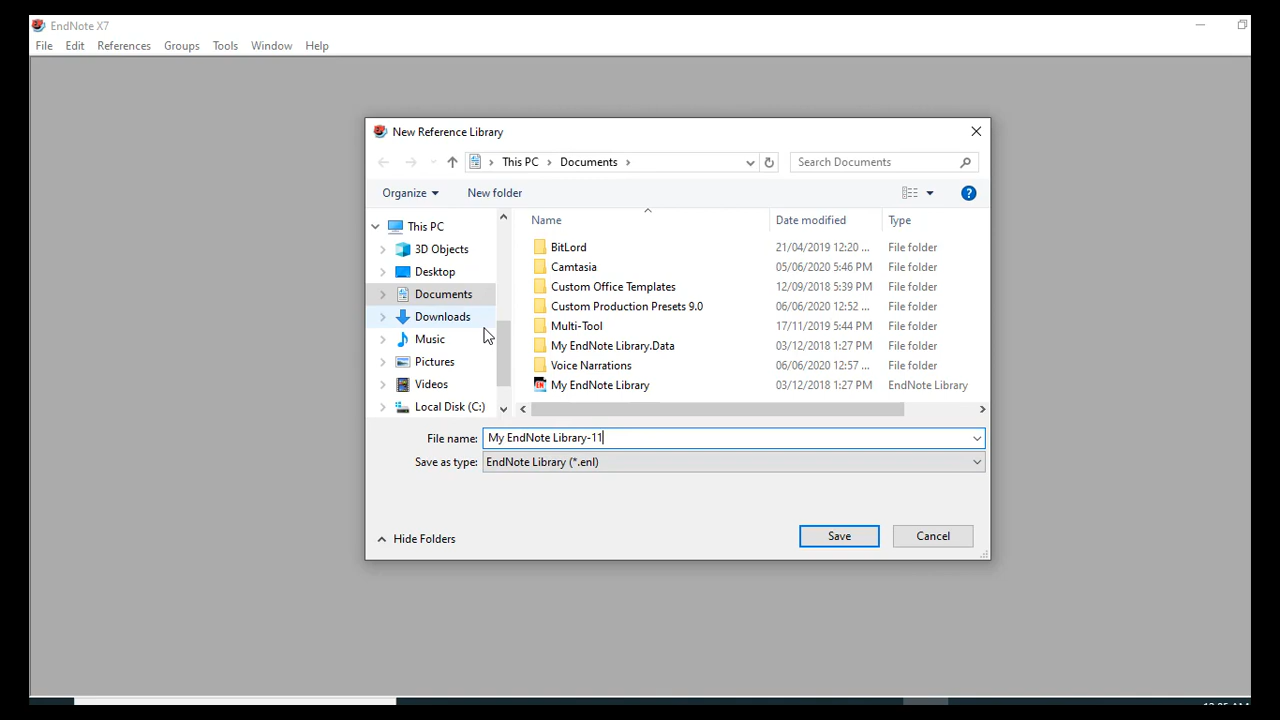 EndNote X7
File Edit References Groups Tools Window Help
New Reference Library
This PC Documents Search Documents
Organize New folder
Name Date modified Type
This PC
3D Objects
Desktop
Documents
Downloads
Music
Pictures
Videos
Local Disk (C:)
BitLord 21/04/2019 12:20 ... File folder
Camtasia 05/06/2020 5:46 PM File folder
Custom Office Templates 12/09/2018 5:39 PM File folder
Custom Production Presets 9.0 06/06/2020 12:52 ... File folder
Multi-Tool 17/11/2019 5:44 PM File folder
My EndNote Library.Data 03/12/2018 1:27 PM File folder
Voice Narrations 06/06/2020 12:57 ... File folder
My EndNote Library 03/12/2018 1:27 PM EndNote Library
File name: My EndNote Library-11
Save as type: EndNote Library (*.enl)
Hide Folders Save Cancel